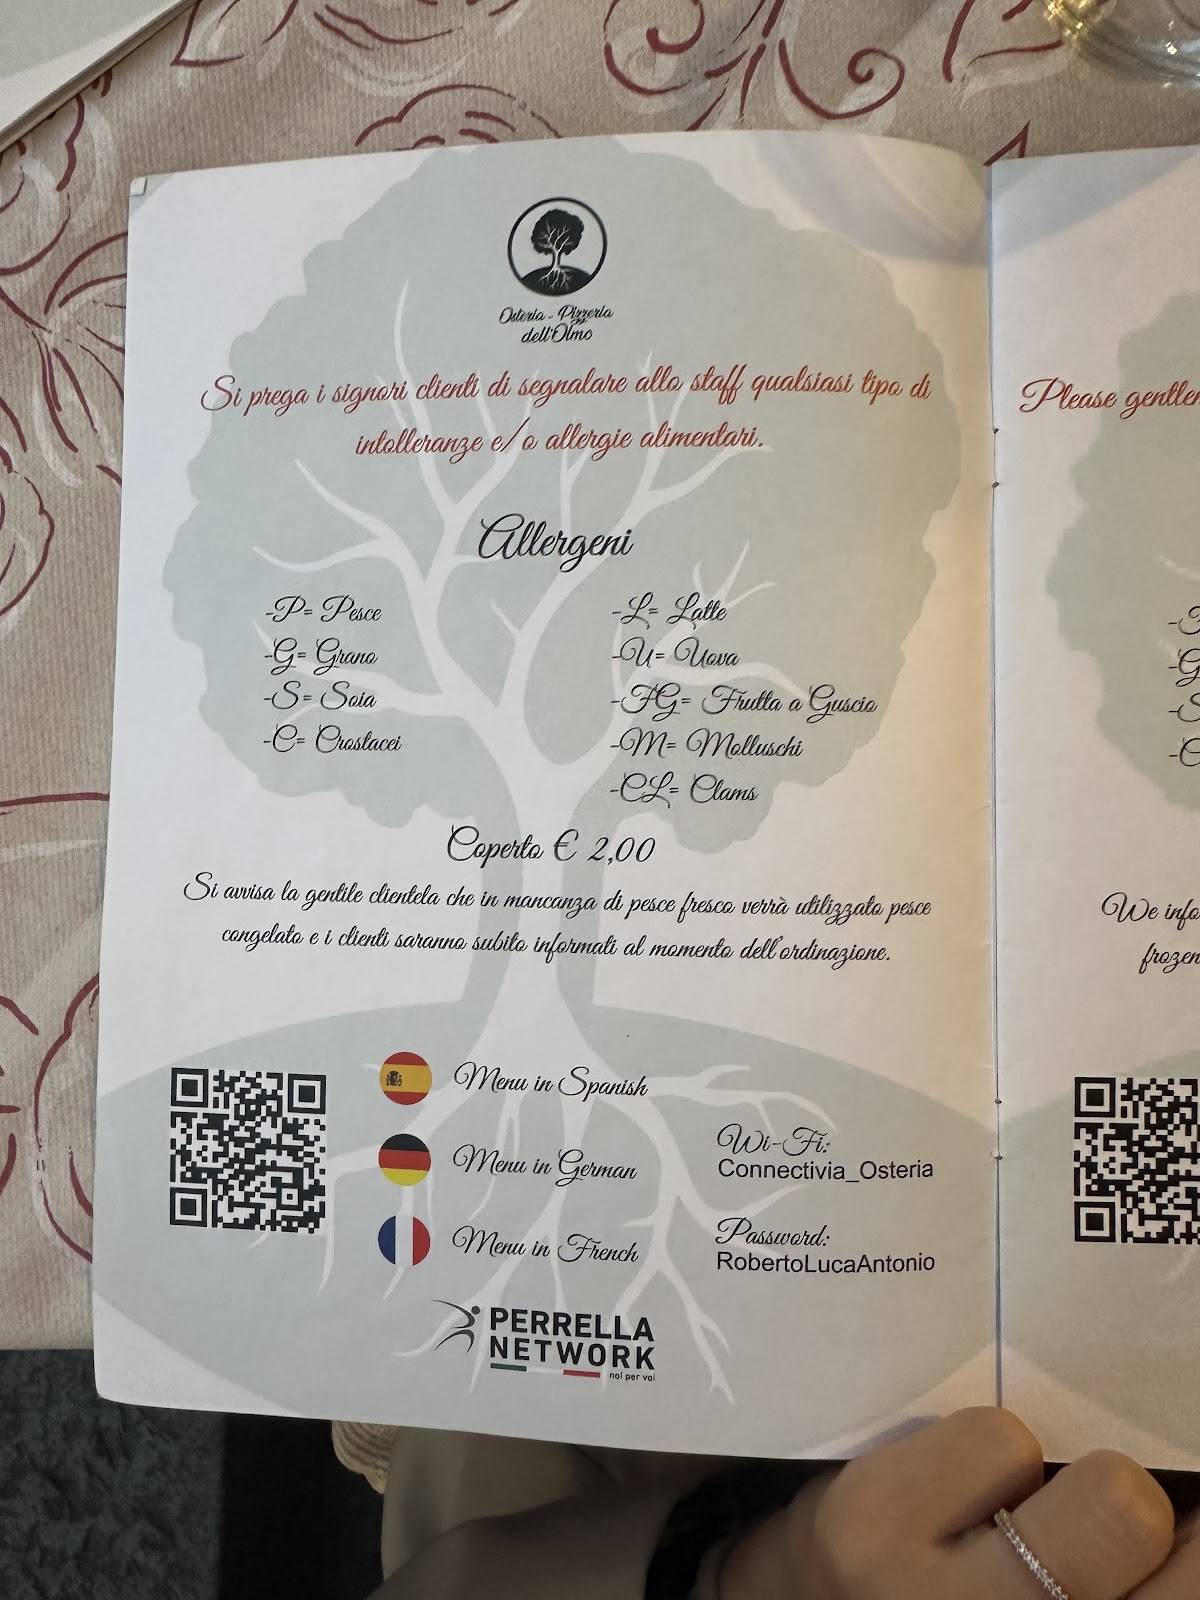 Osteria - Pizzeria
dell'Olmo
Si prega i signori clienti di segnalare allo staff qualsiasi tipo di
intolleranze e/o allergie alimentari.
Allergeni
-P= Pesce
-G= Grano
-S= Soia
-C= Crostacei
-L= Latte
-U= Uova
-FG= Frutta a Guscio
-M= Molluschi
-CL= Clams
Coperto € 2,00
Si avvisa la gentile clientela che in mancanza di pesce fresco verrà utilizzato pesce
congelato e i clienti saranno subito informati al momento dell'ordinazione.
Menu in Spanish
Menu in German
Menu in French
Wi-Fi:
Connectivia_Osteria
Password:
RobertoLucaAntonio
PERRELLA
NETWORK
noi per voi
Please
-G
-S
-C
We
frozen